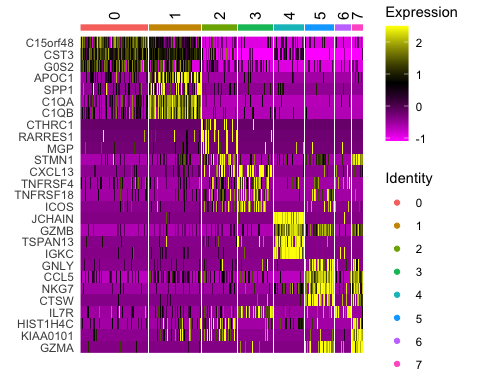 0 1 2 3 4 5 6 7
Expression
2
1
0
-1
C15orf48
CST3
G0S2
APOC1
SPP1
C1QA
C1QB
CTHRC1
RARRES1
MGP
STMN1
CXCL13
TNFRSF4
TNFRSF18
ICOS
JCHAIN
GZMB
TSPAN13
IGKC
GNLY
CCL5
NKG7
CTSW
IL7R
HIST1H4C
KIAA0101
GZMA
Identity
0
1
2
3
4
5
6
7